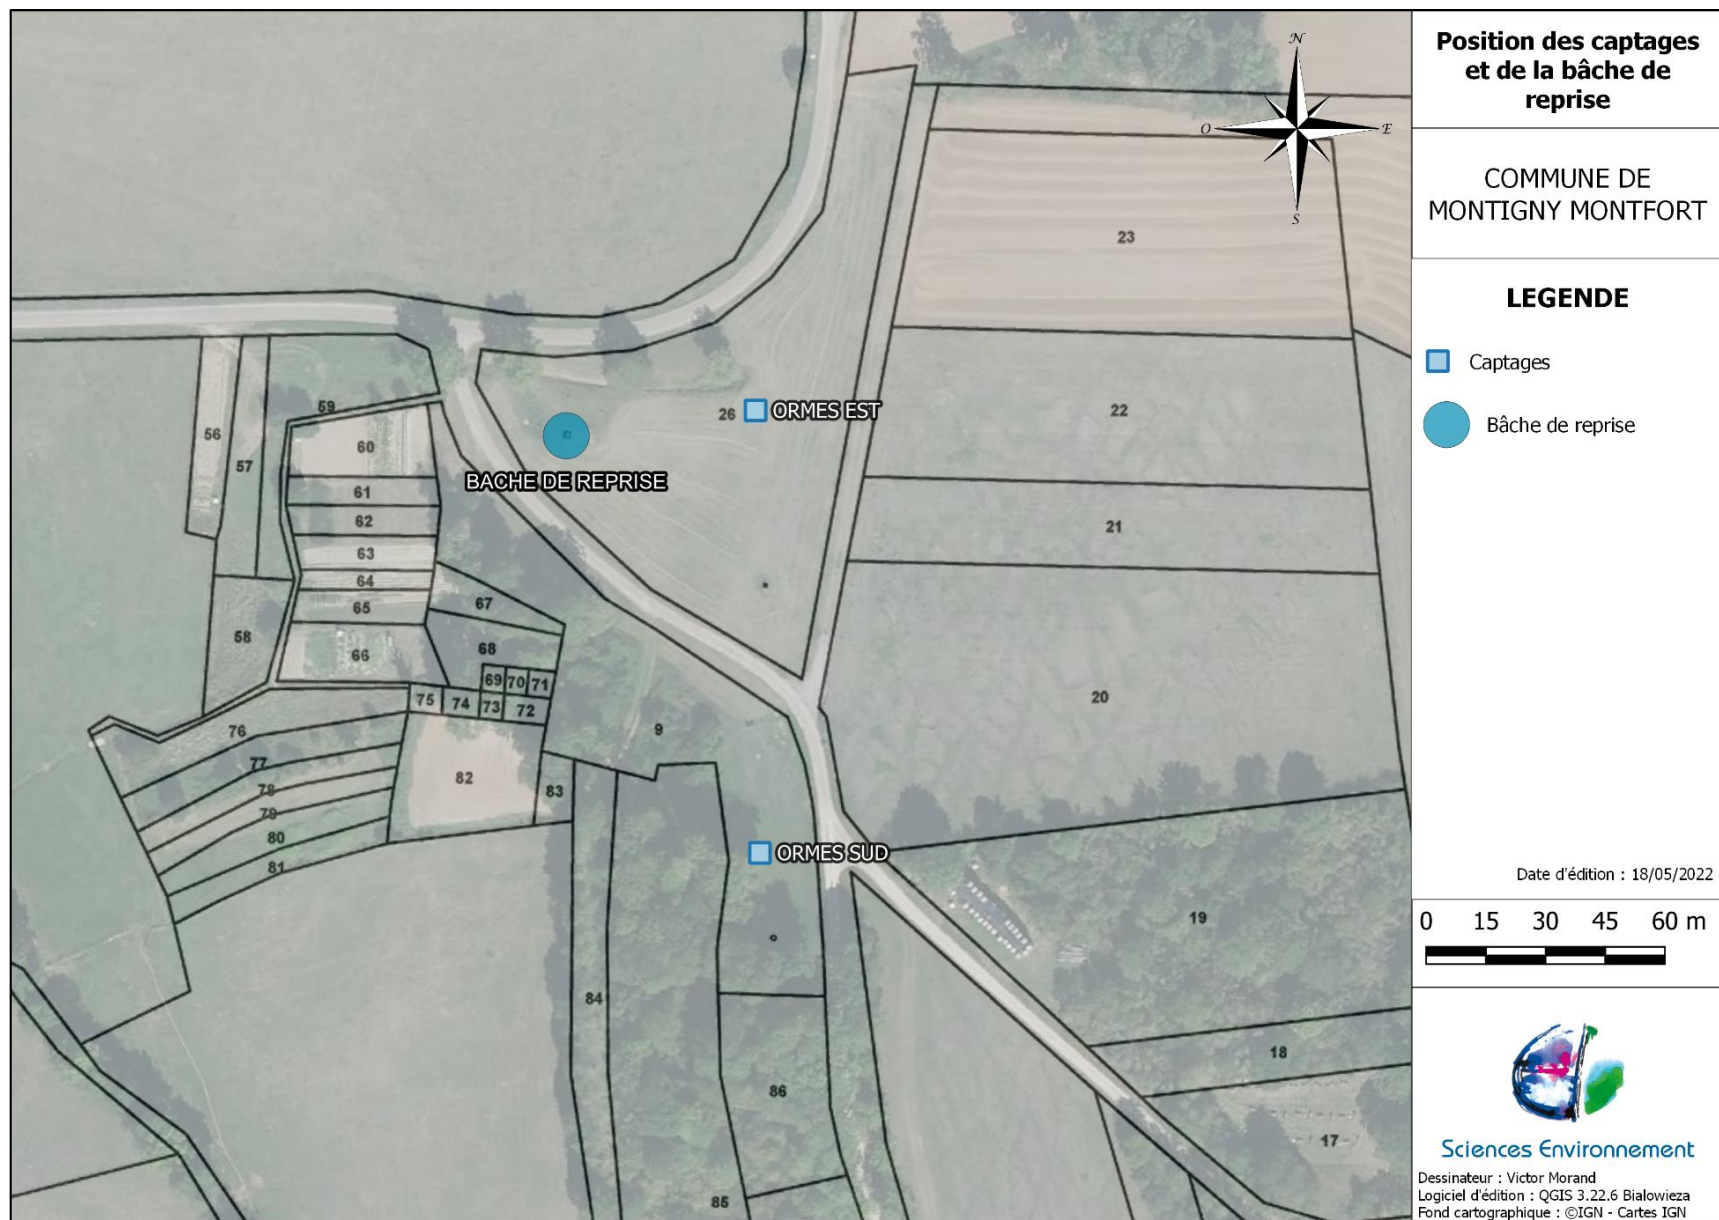 Position des captages
et de la bâche de
reprise
COMMUNE DE
MONTIGNY MONTFORT
LEGENDE
Captages
Bâche de reprise
Date d'édition : 18/05/2022
0 15 30 45 60 m
Sciences Environnement
Dessinateur : Victor Morand
Logiciel d'édition : QGIS 3.22.6 Bialowieza
Fond cartographique : ©IGN - Cartes IGN
N
O
E
S
23
26
ORMES EST
22
BACHE DE REPRISE
21
20
59
56
57
60
61
62
63
64
65
66
58
67
68
69
70
71
75
74
73
72
76
77
78
79
80
81
82
83
9
ORMES SUD
19
84
18
86
17
85